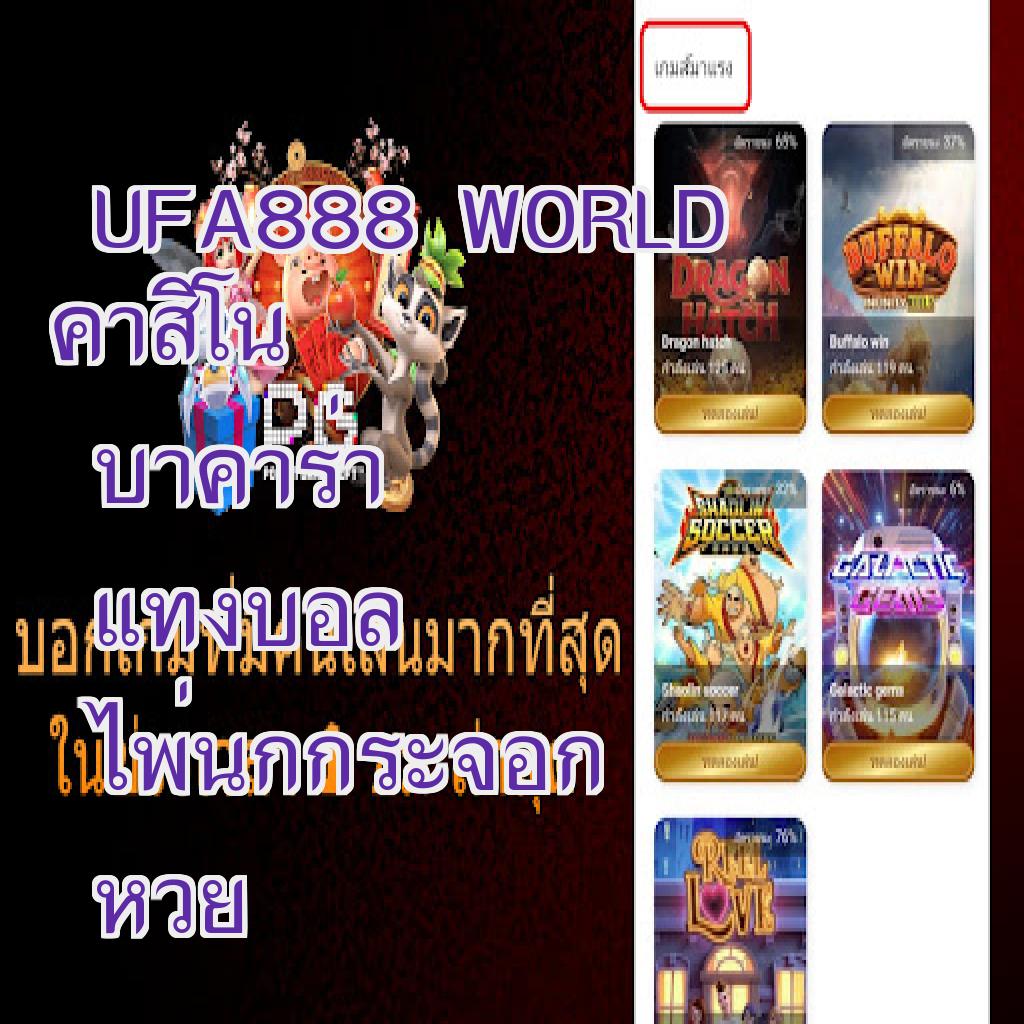 UFA888 WORLD
คาสิโน
บาคาร่า
แทงบอล
ไพ่นกกระจอก
หวย
PG
มากที่สุด
เกมส์มาแรง
อัตราชนะ 68%
DRAGON
HATCH
Dragon hatch
กำลังเล่น 125 คน
ทดลองเล่น!
อัตราชนะ 37%
BUFFALO
WIN
Buffalo win
กำลังเล่น 119 คน
ทดลองเล่น!
SHAOLIN
SOCCER
Shaolin soccer
กำลังเล่น 117 คน
ทดลองเล่น!
อัตราชนะ 6%
GALACTIC
GEMS
Galactic gems
กำลังเล่น 115 คน
ทดลองเล่น!
อัตราชนะ 76%
REEL
LOVE